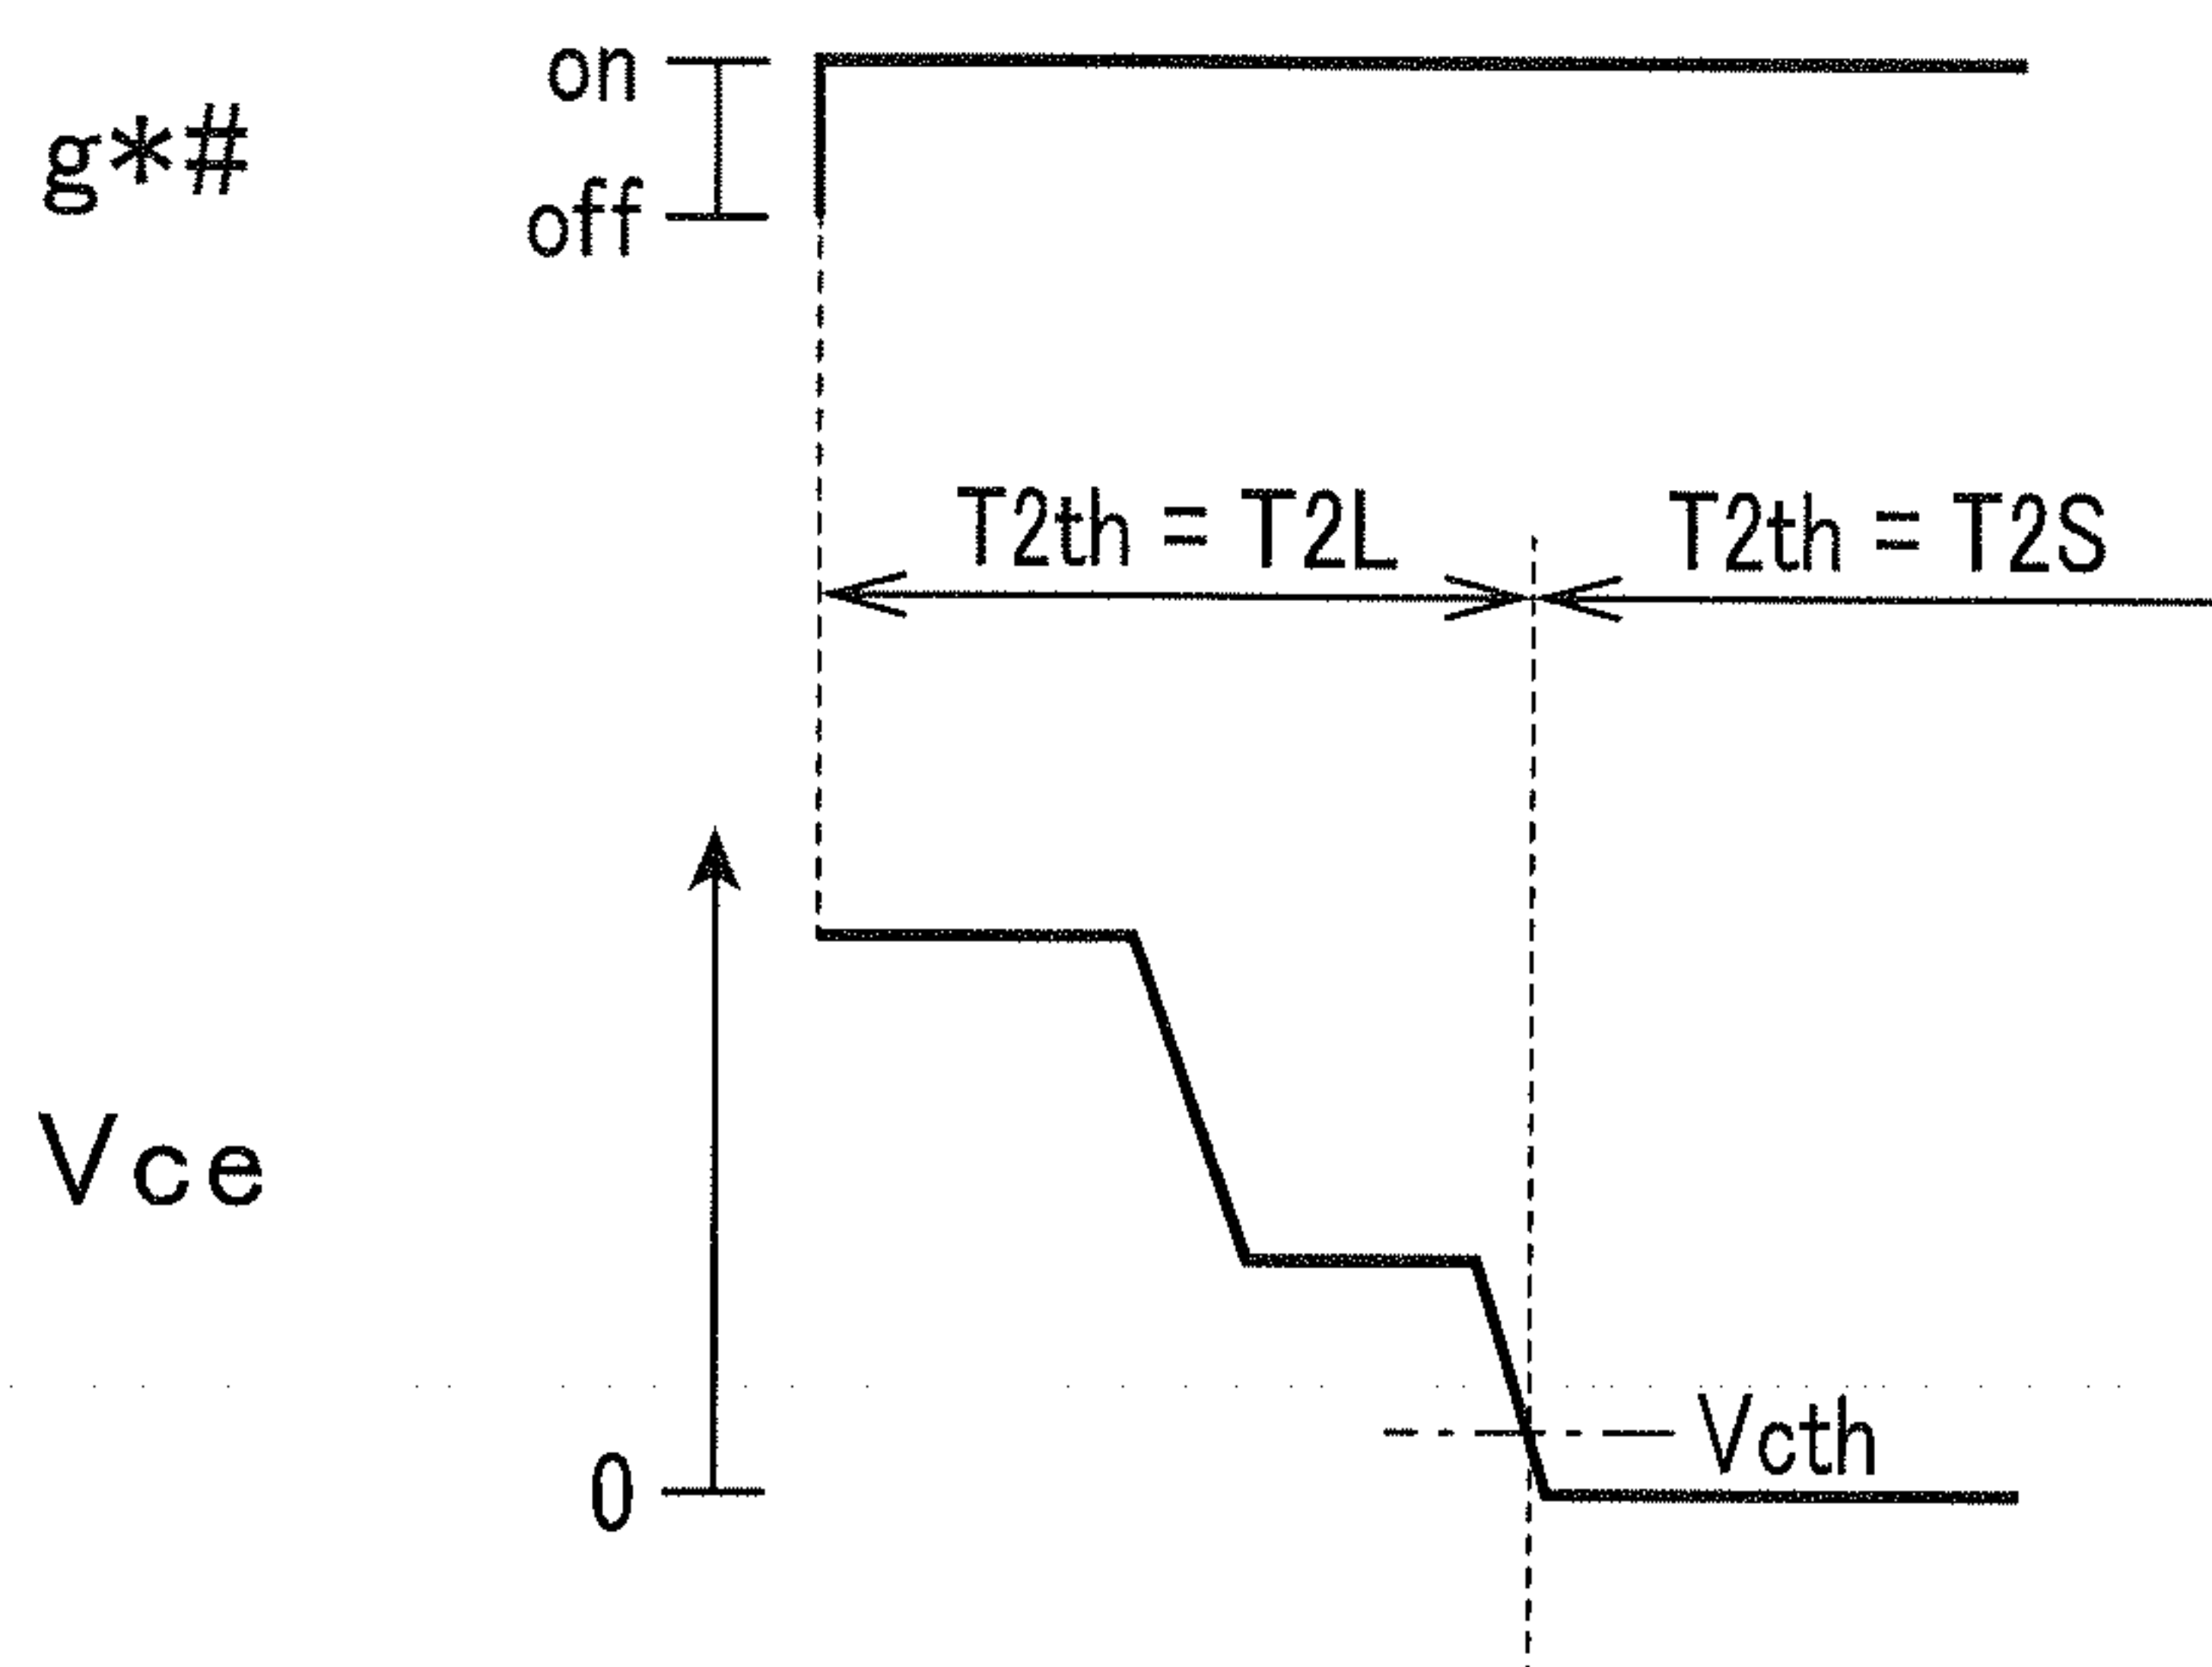 on
g*#
off
T2th = T2L
T2th = T2S
Vce
Vcth
0